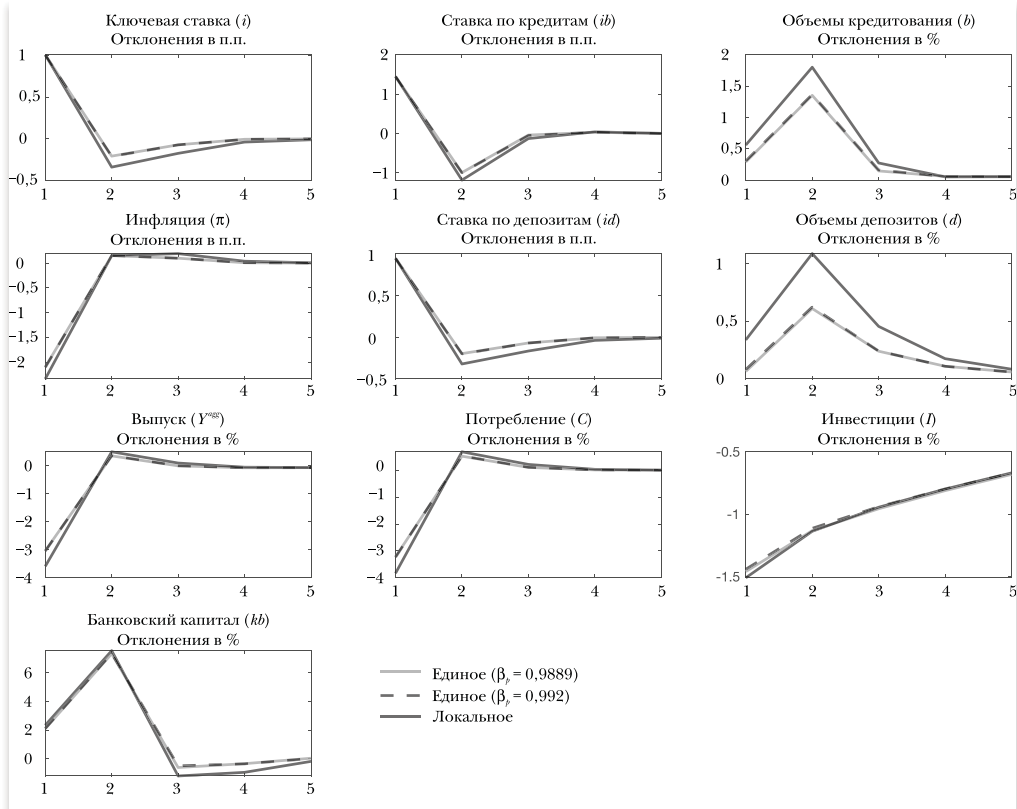 Ключевая ставка (i)
Отклонения в п.п.
1
0,5
0
−0,5
1 2 3 4 5
Ставка по кредитам (ib)
Отклонения в п.п.
2
1
0
−1
1 2 3 4 5
Объемы кредитования (b)
Отклонения в %
2
1,5
1
0,5
0
1 2 3 4 5
Инфляция (π)
Отклонения в п.п.
0
−0,5
−1
−1,5
−2
1 2 3 4 5
Ставка по депозитам (id)
Отклонения в п.п.
1
0,5
0
−0,5
1 2 3 4 5
Объемы депозитов (d)
Отклонения в %
1
0,5
0
1 2 3 4 5
Выпуск (Yᵃᵍᵍ)
Отклонения в %
0
−1
−2
−3
−4
1 2 3 4 5
Потребление (C)
Отклонения в %
0
−1
−2
−3
−4
1 2 3 4 5
Инвестиции (I)
Отклонения в %
-0.5
-1
-1.5
1 2 3 4 5
Банковский капитал (kb)
Отклонения в %
6
4
2
0
1 2 3 4 5
Единое (βₚ = 0,9889)
Единое (βₚ = 0,992)
Локальное